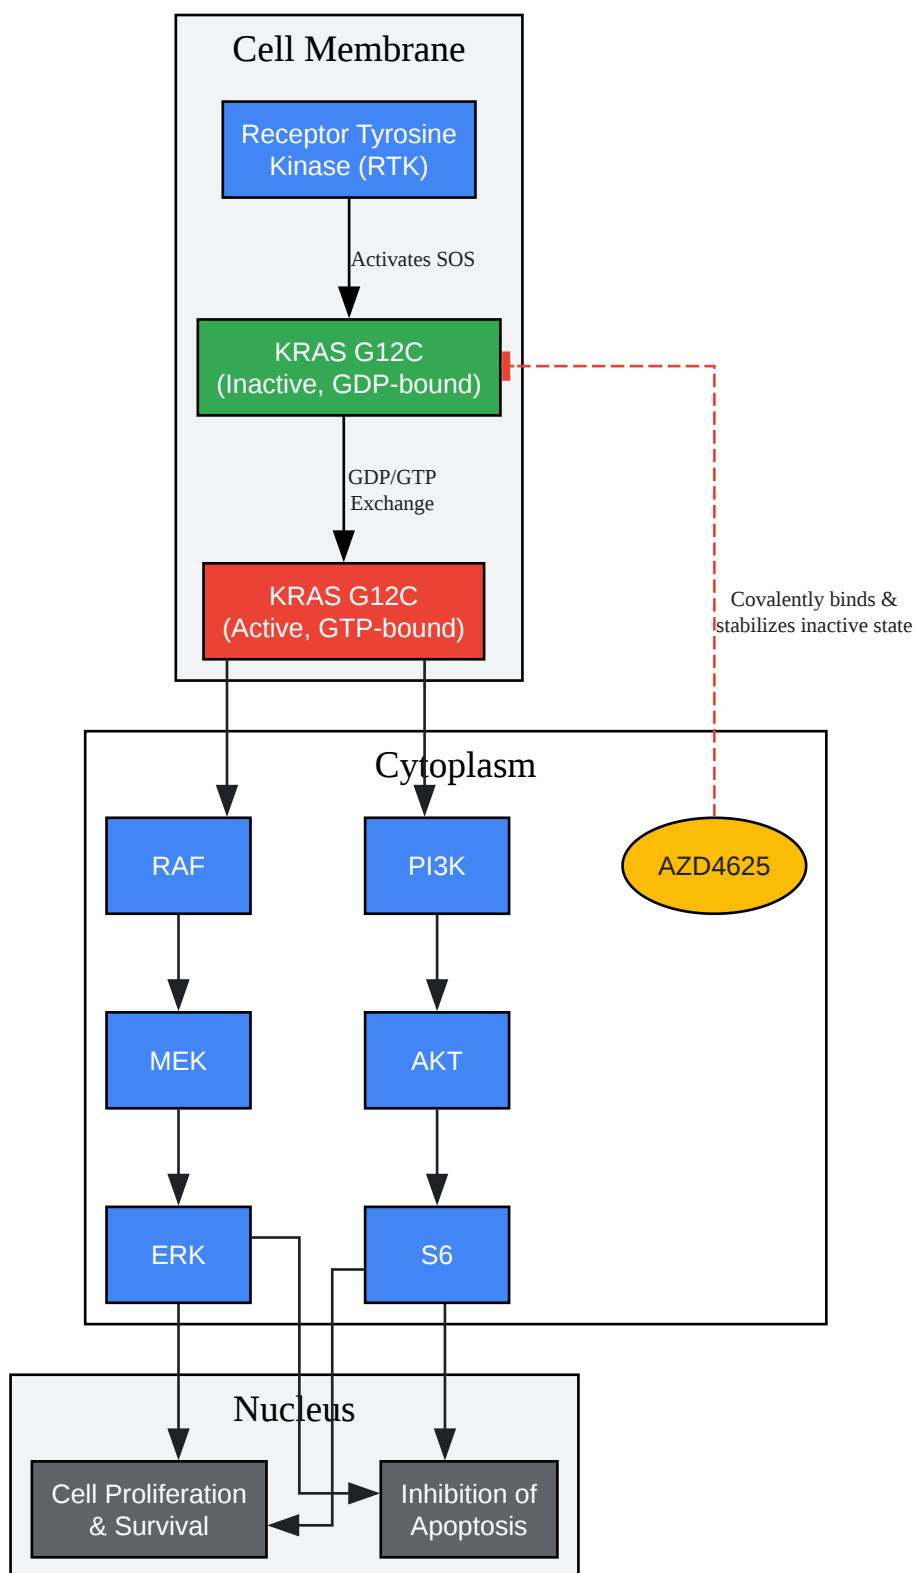 Cell Membrane
Receptor Tyrosine
Kinase (RTK)
Activates SOS
KRAS G12C
(Inactive, GDP-bound)
GDP/GTP
Exchange
KRAS G12C
(Active, GTP-bound)
Covalently binds &
stabilizes inactive state
Cytoplasm
RAF
PI3K
AZD4625
MEK
AKT
ERK
S6
Nucleus
Cell Proliferation
& Survival
Inhibition of
Apoptosis